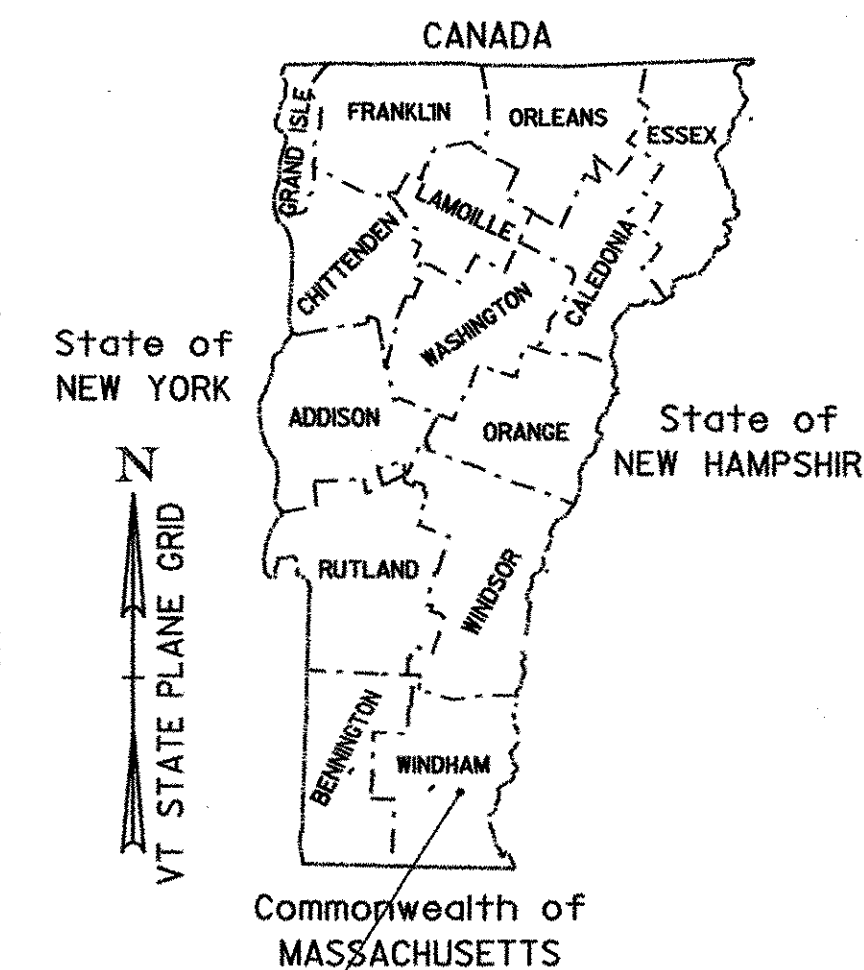 CANADA
GRAND ISLE
FRANKLIN
ORLEANS
ESSEX
LAMOILLE
CHITTENDEN
CALEDONIA
WASHINGTON
State of
NEW YORK
ADDISON
ORANGE
State of
NEW HAMPSHIR
N
VT STATE PLANE GRID
RUTLAND
WINDSOR
BENNINGTON
WINDHAM
Commonwealth of
MASSACHUSETTS